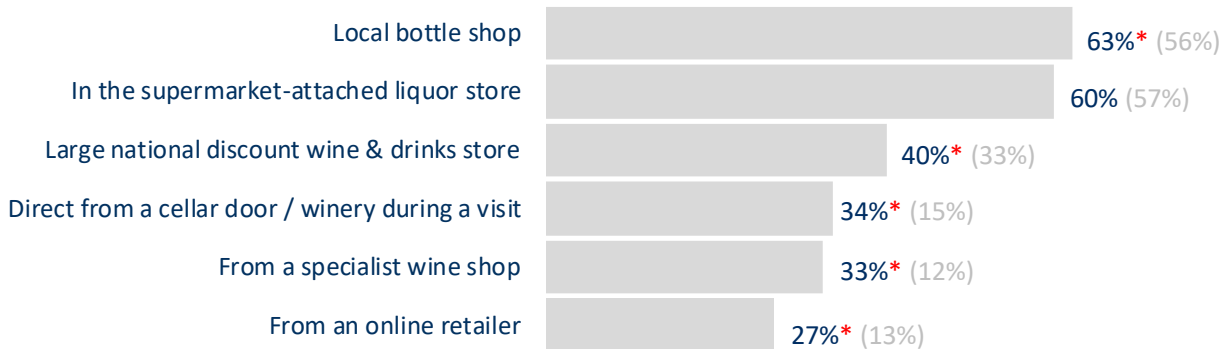 Local bottle shop 63%* (56%)
In the supermarket-attached liquor store 60% (57%)
Large national discount wine & drinks store 40%* (33%)
Direct from a cellar door / winery during a visit 34%* (15%)
From a specialist wine shop 33%* (12%)
From an online retailer 27%* (13%)